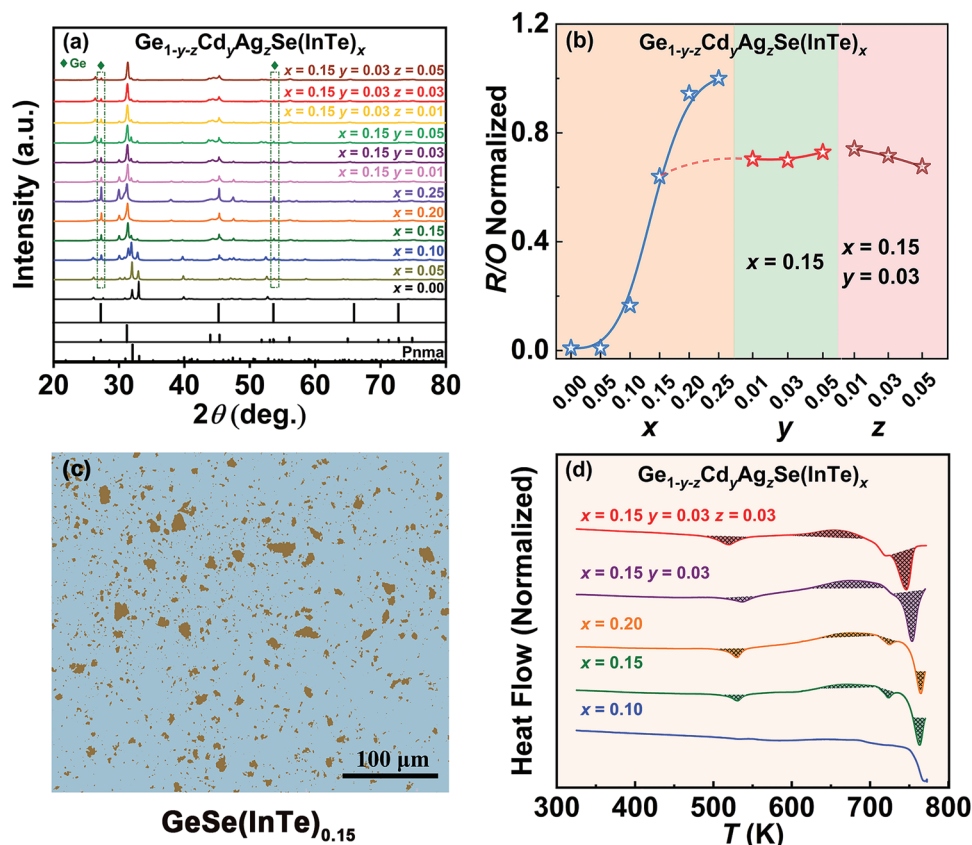 (a)
Ge1-y-zCdyAgzSe(InTe)x
♦Ge
x = 0.15 y = 0.03 z = 0.05
x = 0.15 y = 0.03 z = 0.03
x = 0.15 y = 0.03 z = 0.01
x = 0.15 y = 0.05
x = 0.15 y = 0.03
x = 0.15 y = 0.01
x = 0.25
x = 0.20
x = 0.15
x = 0.10
x = 0.05
x = 0.00
Pnma
Intensity (a.u.)
20 30 40 50 60 70 80
2θ (deg.)
(b)
Ge1-y-zCdyAgzSe(InTe)x
R/O Normalized
1.2
0.8
0.4
0.0
x = 0.15
x = 0.15
y = 0.03
0.00 0.05 0.10 0.15 0.20 0.25 0.01 0.03 0.05 0.01 0.03 0.05
x y z
(c)
100 μm
GeSe(InTe)0.15
(d)
Ge1-y-zCdyAgzSe(InTe)x
x = 0.15 y = 0.03 z = 0.03
x = 0.15 y = 0.03
x = 0.20
x = 0.15
x = 0.10
Heat Flow (Normalized)
300 400 500 600 700 800
T (K)